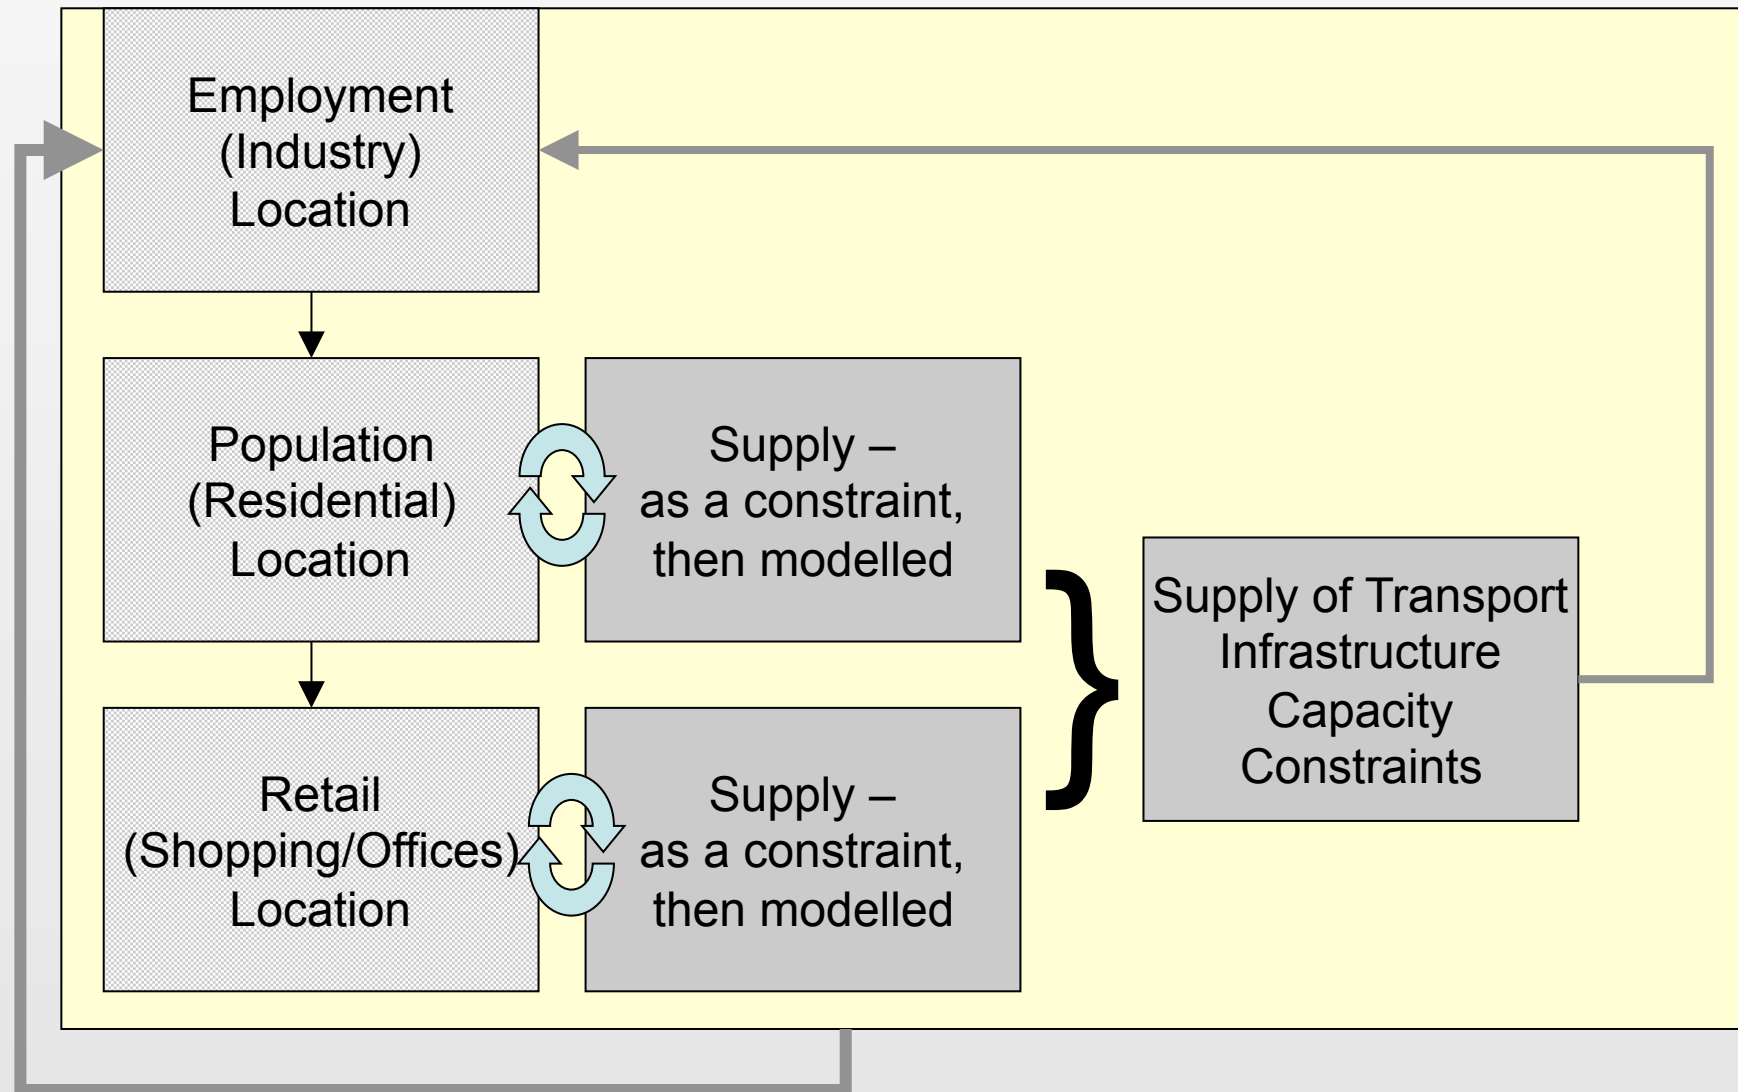 Employment
(Industry)
Location
Population
(Residential)
Location
Supply –
as a constraint,
then modelled
Supply of Transport
Infrastructure
Capacity
Constraints
Retail
(Shopping/Offices)
Location
Supply –
as a constraint,
then modelled